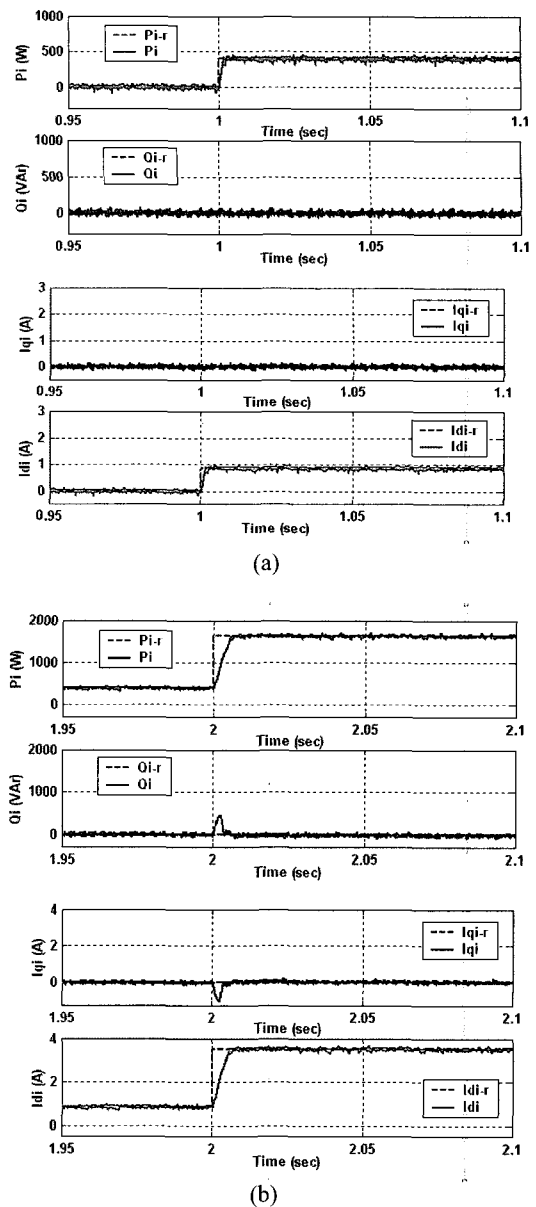 1000
500
0
Pi (W)
Pi-r
Pi
0.95
1
1.05
1.1
Time (sec)
1000
500
0
Qi (VAr)
Qi-r
Qi
0.95
1
1.05
1.1
Time (sec)
3
2
1
0
Iqi (A)
Iqi-r
Iqi
0.95
1
1.05
1.1
Time (sec)
3
2
1
0
Idi (A)
Idi-r
Idi
0.95
1
1.05
1.1
Time (sec)
(a)
2000
1000
0
Pi (W)
Pi-r
Pi
1.95
2
2.05
2.1
Time (sec)
2000
1000
0
Qi (VAr)
Qi-r
Qi
1.95
2
2.05
2.1
Time (sec)
4
2
0
Iqi (A)
Iqi-r
Iqi
1.95
2
2.05
2.1
Time (sec)
4
2
0
Idi (A)
Idi-r
Idi
1.95
2
2.05
2.1
Time (sec)
(b)